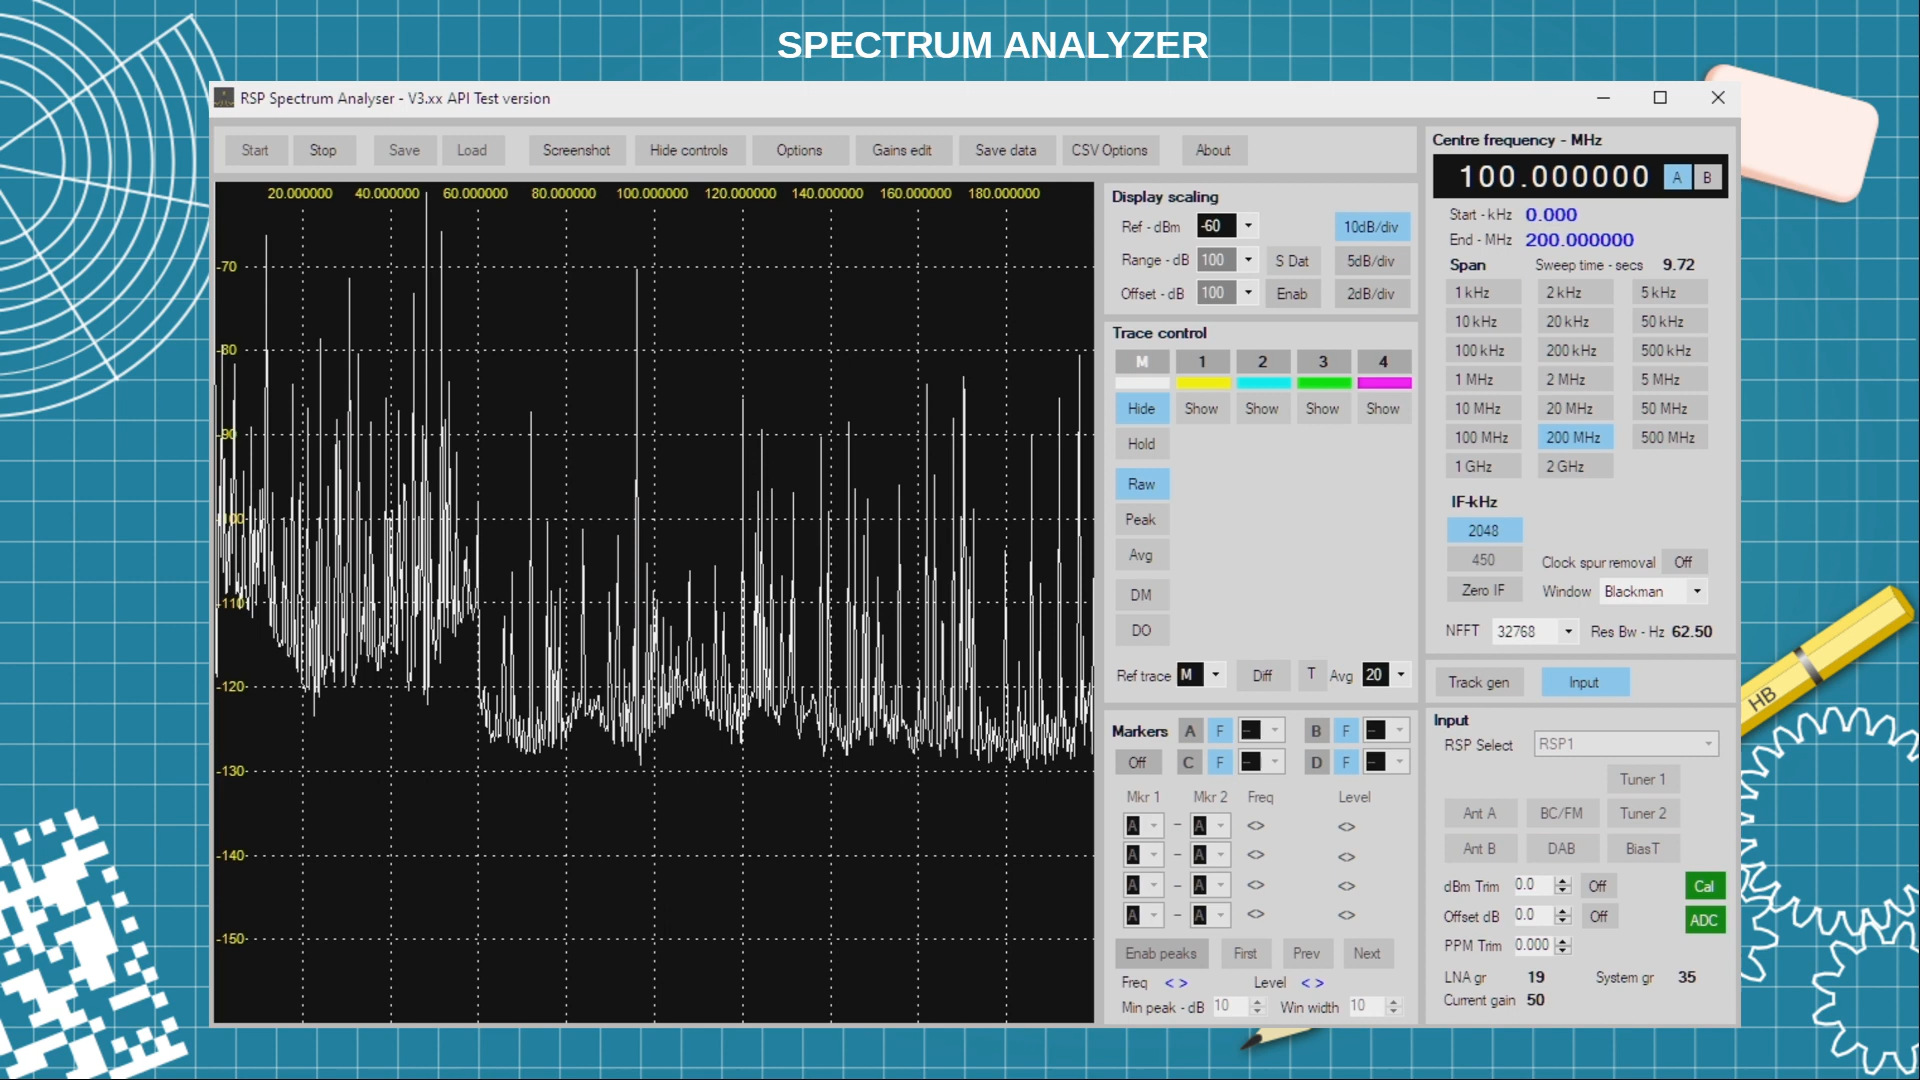 SPECTRUM ANALYZER
RSP Spectrum Analyser - V3.xx API Test version
Start Stop Save Load Screenshot Hide controls Options Gains edit Save data CSV Options About
20.000000 40.000000 60.000000 80.000000 100.000000 120.000000 140.000000 160.000000 180.000000
-70
-80
-90
-100
-110
-120
-130
-140
-150
Display scaling
Ref - dBm -60 10dB/div
Range - dB 100 S Dat 5dB/div
Offset - dB 100 Enab 2dB/div
Trace control
M 1 2 3 4
Hide Show Show Show Show
Hold
Raw
Peak
Avg
DM
DO
Ref trace M Diff T Avg 20
Markers A F -- B F --
Off C F -- D F --
Mkr 1 Mkr 2 Freq Level
A - A <> <>
A - A <> <>
A - A <> <>
A - A <> <>
Enab peaks First Prev Next
Freq < > Level < >
Min peak - dB 10 Win width 10
Centre frequency - MHz
100.000000 A B
Start - kHz 0.000
End - MHz 200.000000
Span Sweep time - secs 9.72
1 kHz 2 kHz 5 kHz
10 kHz 20 kHz 50 kHz
100 kHz 200 kHz 500 kHz
1 MHz 2 MHz 5 MHz
10 MHz 20 MHz 50 MHz
100 MHz 200 MHz 500 MHz
1 GHz 2 GHz
IF-kHz
2048
450 Clock spur removal Off
Zero IF Window Blackman
NFFT 32768 Res Bw - Hz 62.50
Track gen Input
Input
RSP Select RSP1
Tuner 1
Ant A BC/FM Tuner 2
Ant B DAB BiasT
dBm Trim 0.0 Off Cal
Offset dB 0.0 Off ADC
PPM Trim 0.000
LNA gr 19 System gr 35
Current gain 50
HB